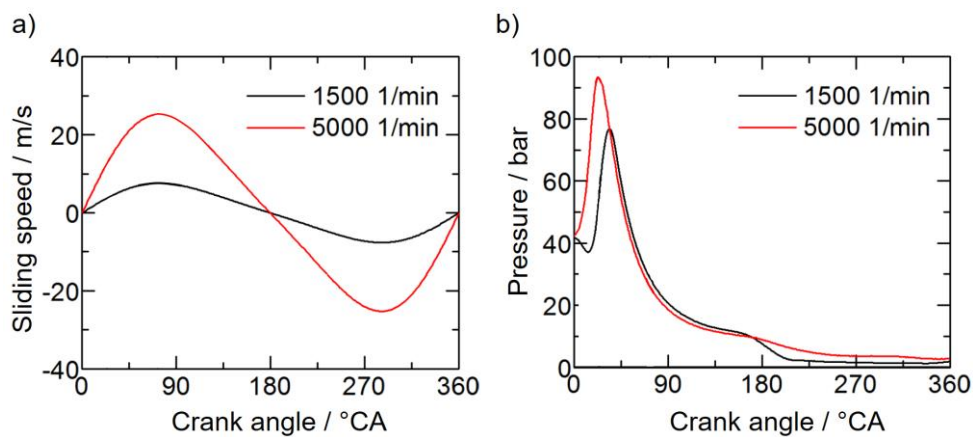 a)
Sliding speed / m/s
40
20
0
-20
-40
1500 1/min
5000 1/min
0 90 180 270 360
Crank angle / °CA
b)
Pressure / bar
100
80
60
40
20
0
1500 1/min
5000 1/min
0 90 180 270 360
Crank angle / °CA